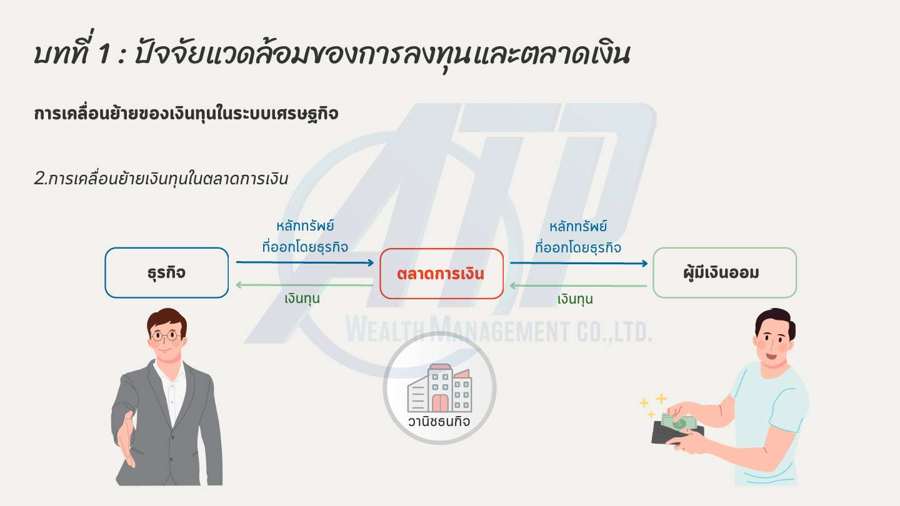 บทที่ 1 : ปัจจัยแวดล้อมของการลงทุนและตลาดเงิน
การเคลื่อนย้ายของเงินทุนในระบบเศรษฐกิจ
2.การเคลื่อนย้ายเงินทุนในตลาดการเงิน
หลักทรัพย์
ที่ออกโดยธุรกิจ
หลักทรัพย์
ที่ออกโดยธุรกิจ
ธุรกิจ
ตลาดการเงิน
ผู้มีเงินออม
เงินทุน
เงินทุน
ATP
WEALTH MANAGEMENT CO.,LTD.
วานิชธนกิจ